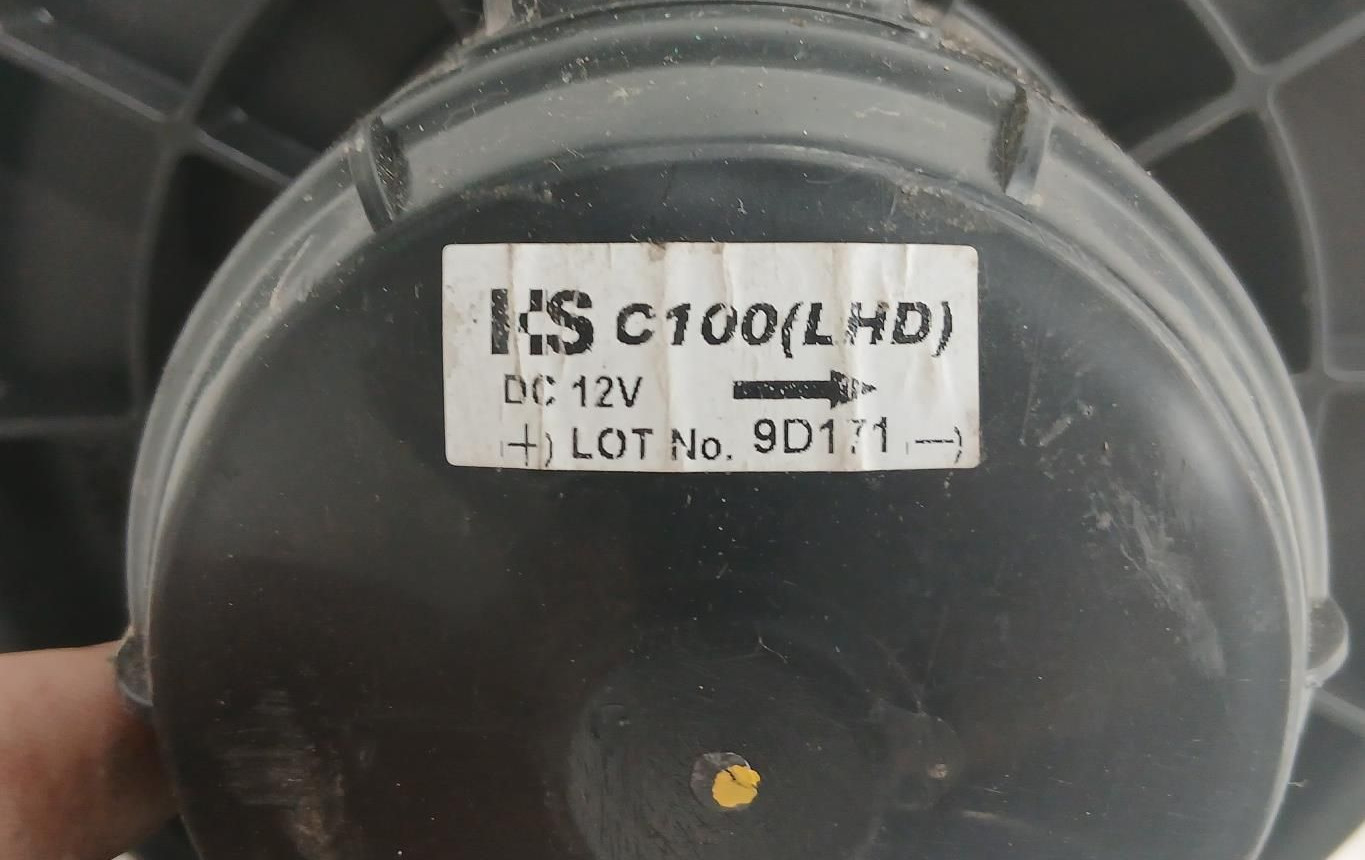 HS C100(LHD)
DC 12V
(+) LOT No. 9D171 (—)